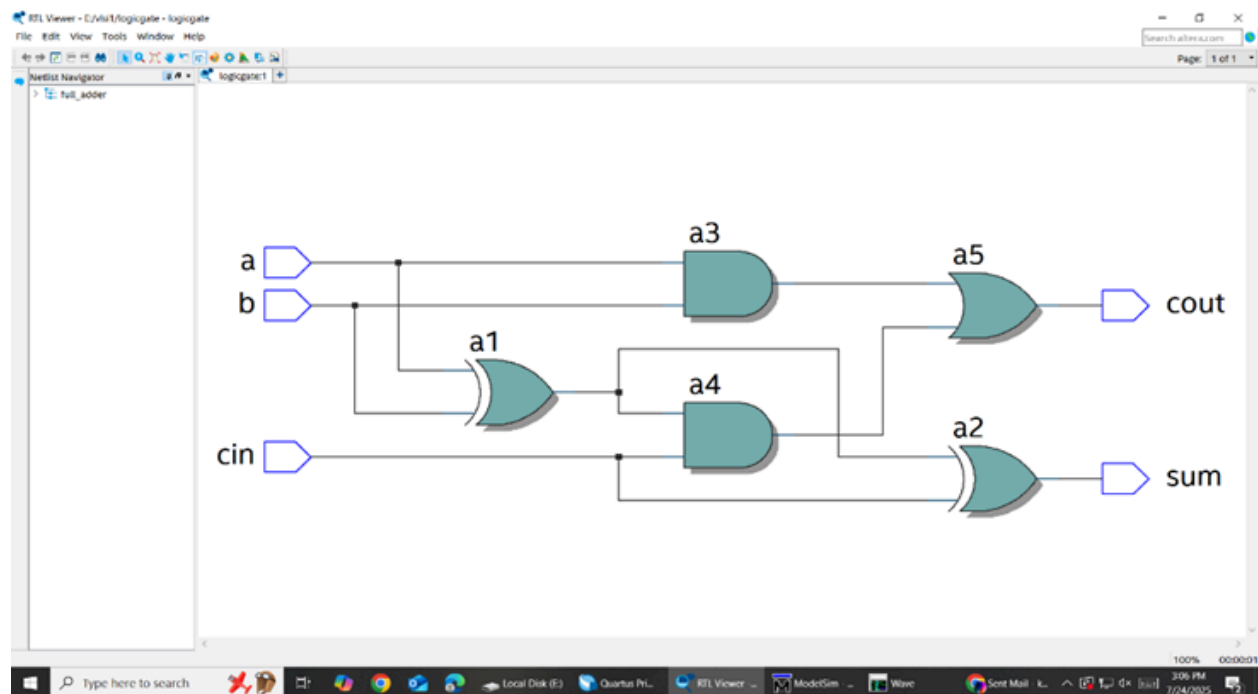 RTL Viewer - E:/vlsi1/logicgate - logicgate
File Edit View Tools Window Help
Search altera.com
Page: 1 of 1
Netlist Navigator
logicgate:1
full_adder
a3
a
a5
b
cout
a1
a4
a2
cin
sum
100% 00:00:01
Type here to search
Local Disk (E:)
Quartus Pri...
RTL Viewer - ...
ModelSim - ...
Wave
Sent Mail - k...
3:06 PM
7/24/2025